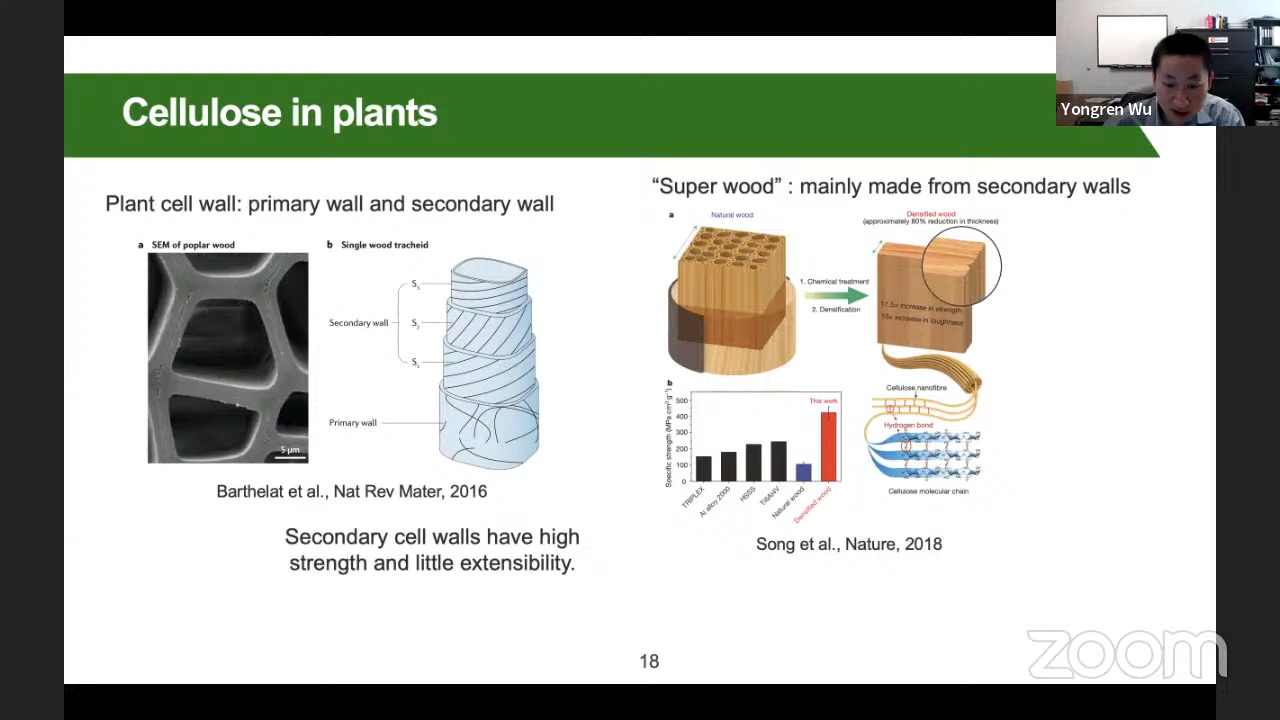 Cellulose in plants
Yongren Wu
Plant cell wall: primary wall and secondary wall
a SEM of poplar wood
b Single wood tracheid
S3
Secondary wall
S2
S1
Primary wall
5 μm
Barthelat et al., Nat Rev Mater, 2016
Secondary cell walls have high
strength and little extensibility.
“Super wood” : mainly made from secondary walls
a
Natural wood
Densified wood
(approximately 80% reduction in thickness)
1. Chemical treatment
2. Densification
11.5× increase in strength
10× increase in toughness
Cellulose nanofibre
Hydrogen bond
Cellulose molecular chain
b
This work
Specific strength (MPa cm³ g⁻¹)
500
400
300
200
100
0
TRIPLEX
Al alloy 2000
HSSS
Ti6Al4V
Natural wood
Densified wood
Song et al., Nature, 2018
18
zoom